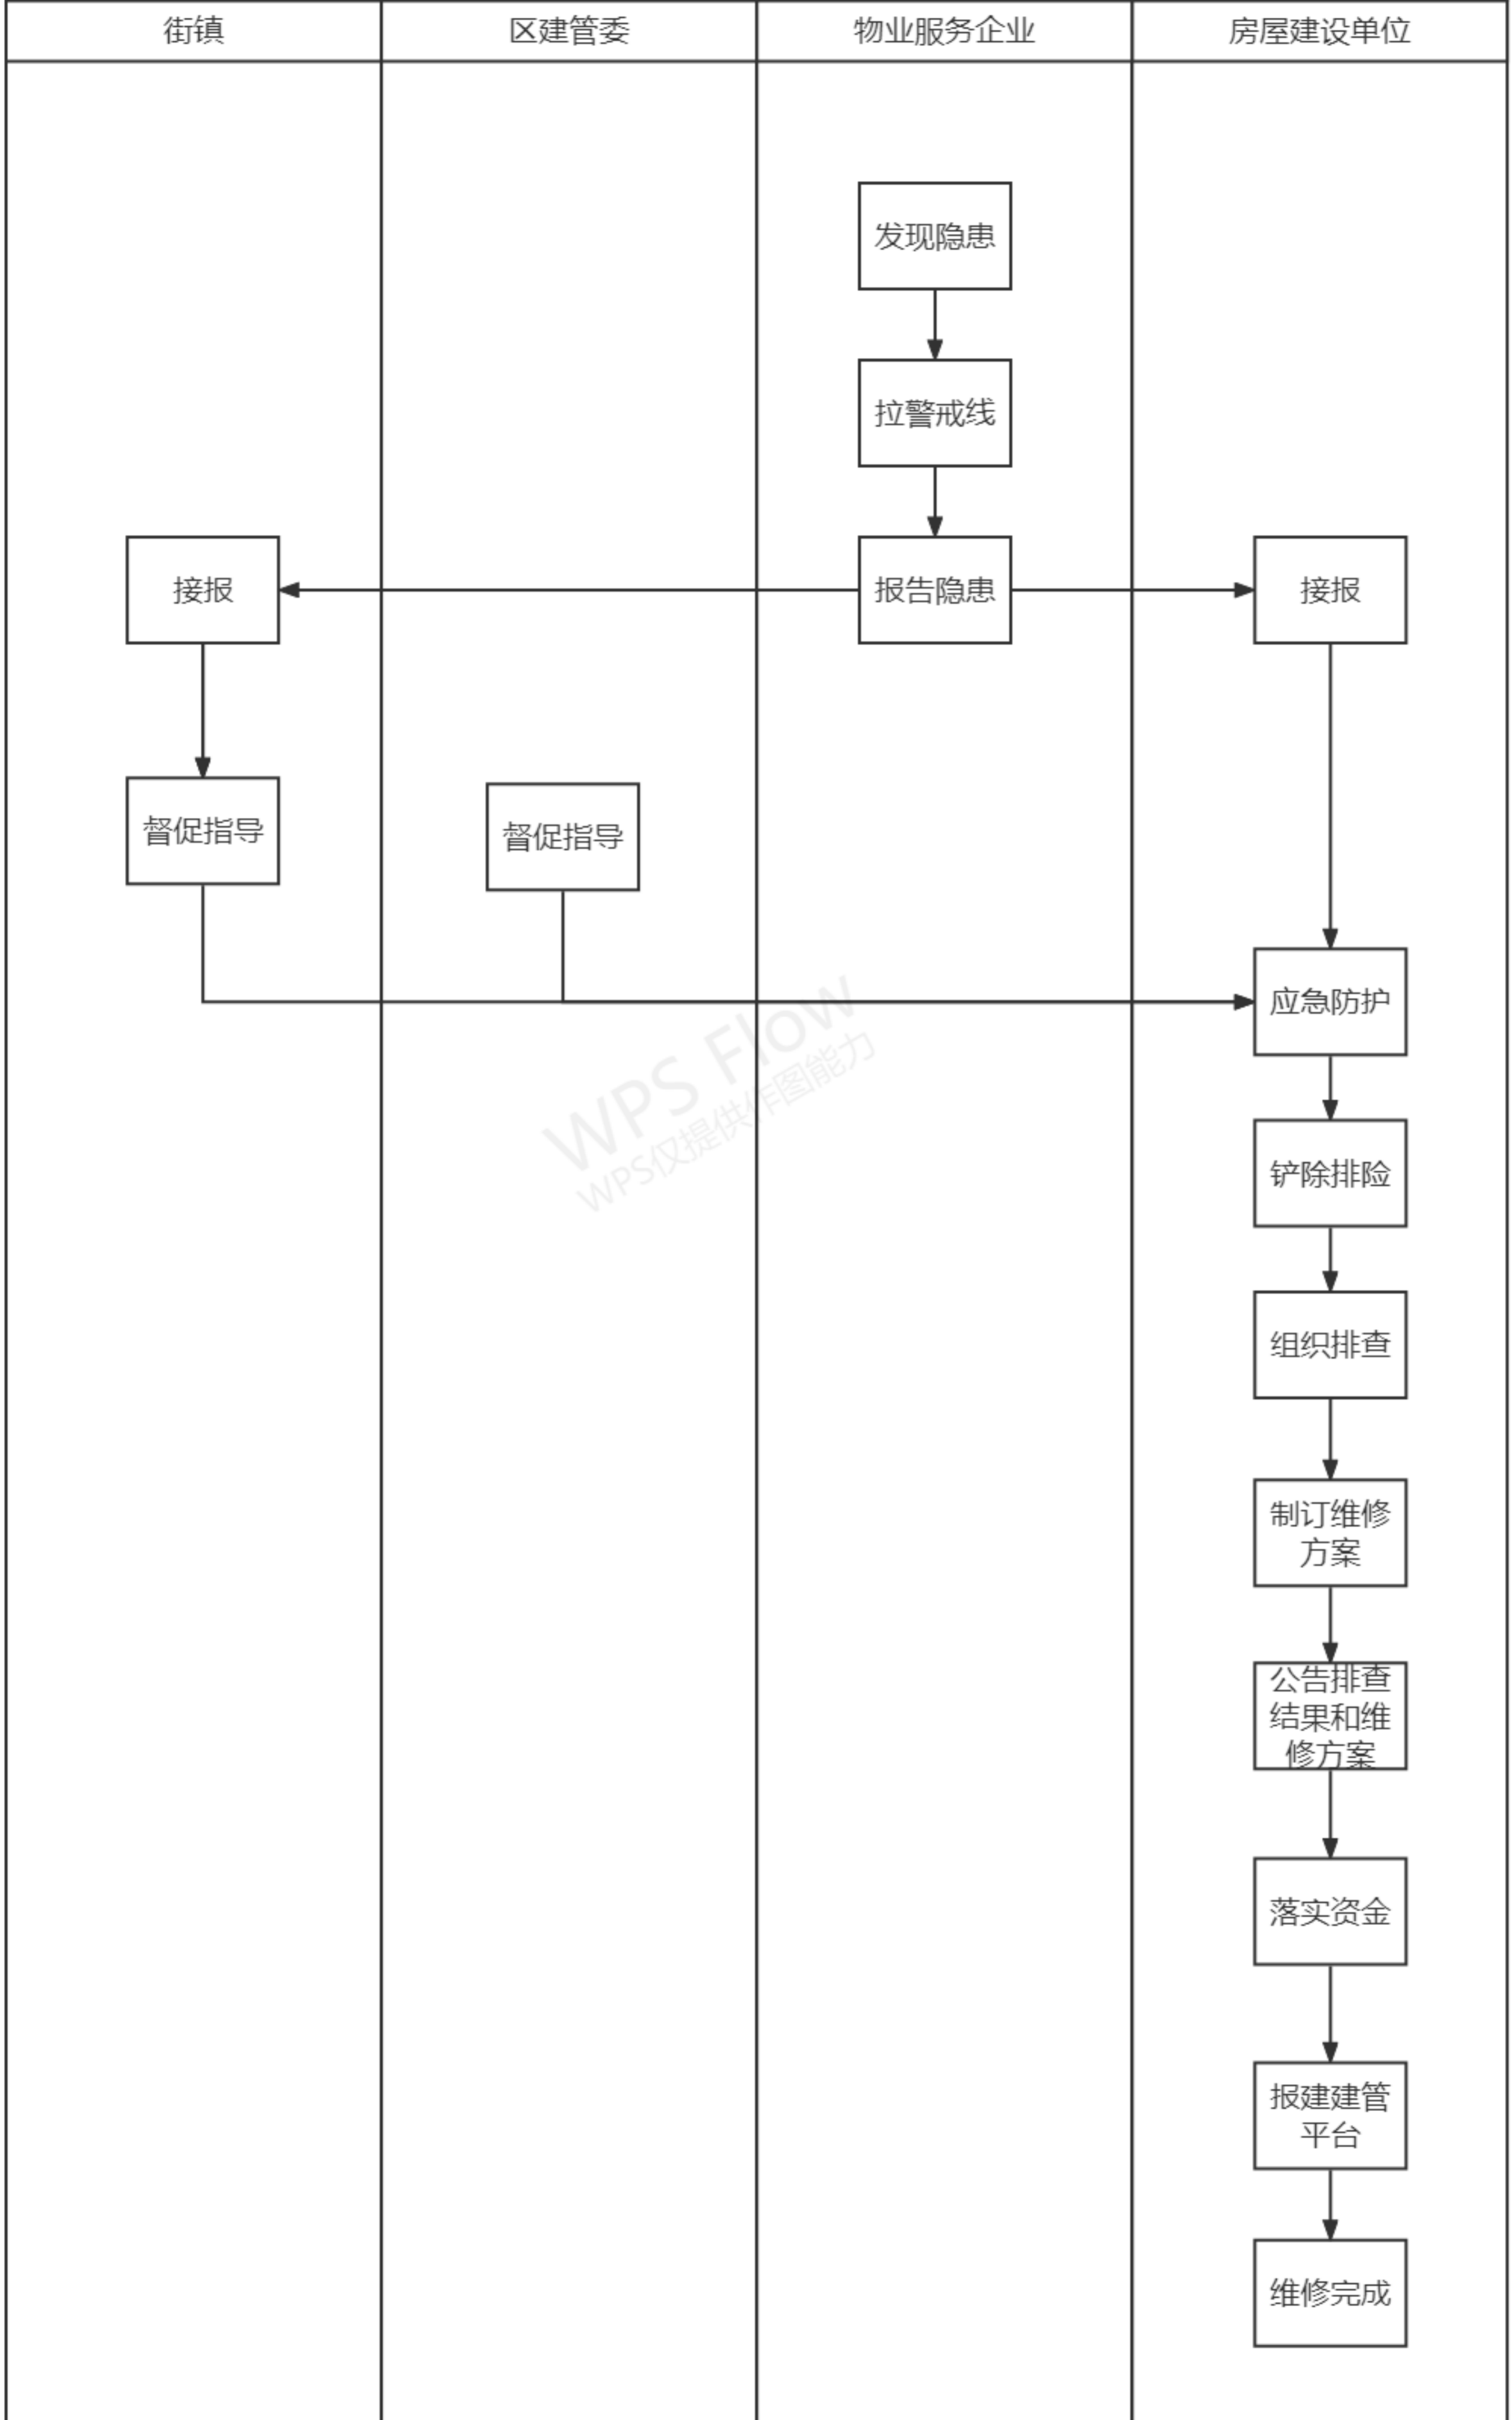 街镇
区建管委
物业服务企业
房屋建设单位
发现隐患
拉警戒线
接报
报告隐患
接报
督促指导
督促指导
应急防护
WPS Flow
WPS仅提供作图能力
铲除排险
组织排查
制订维修
方案
公告排查
结果和维
修方案
落实资金
报建建管
平台
维修完成